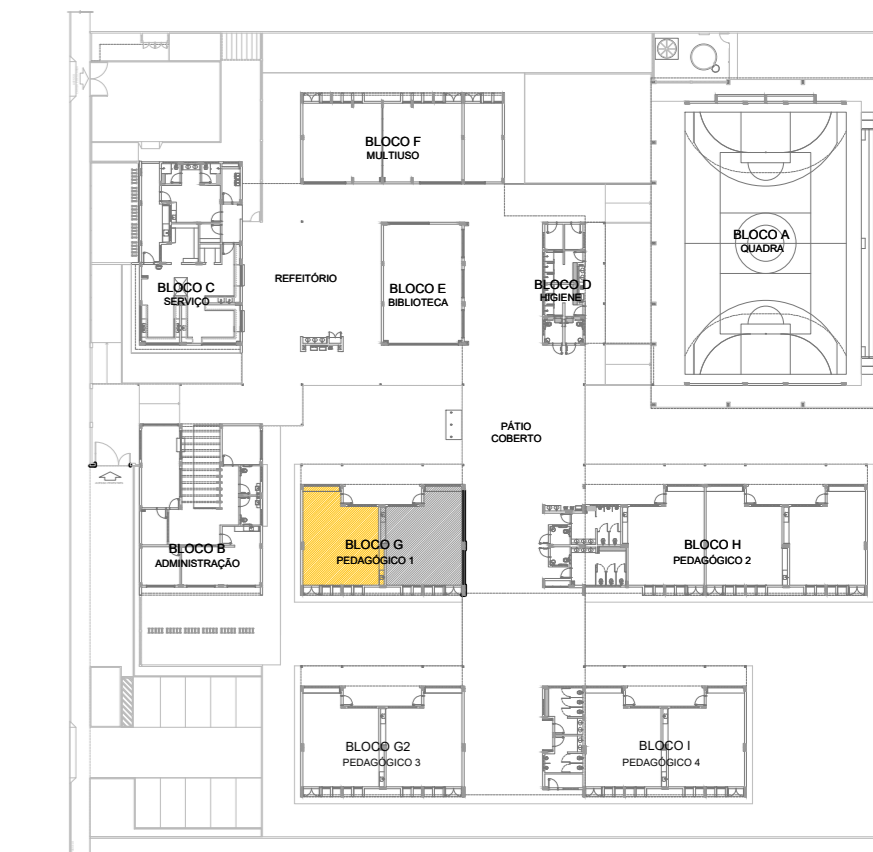 BLOCO F
MULTIUSO
BLOCO A
QUADRA
REFEITÓRIO
BLOCO C
SERVIÇO
BLOCO E
BIBLIOTECA
BLOCO D
HIGIENE
PÁTIO
COBERTO
BLOCO B
ADMINISTRAÇÃO
BLOCO G
PEDAGÓGICO 1
BLOCO H
PEDAGÓGICO 2
BLOCO G2
PEDAGÓGICO 3
BLOCO I
PEDAGÓGICO 4